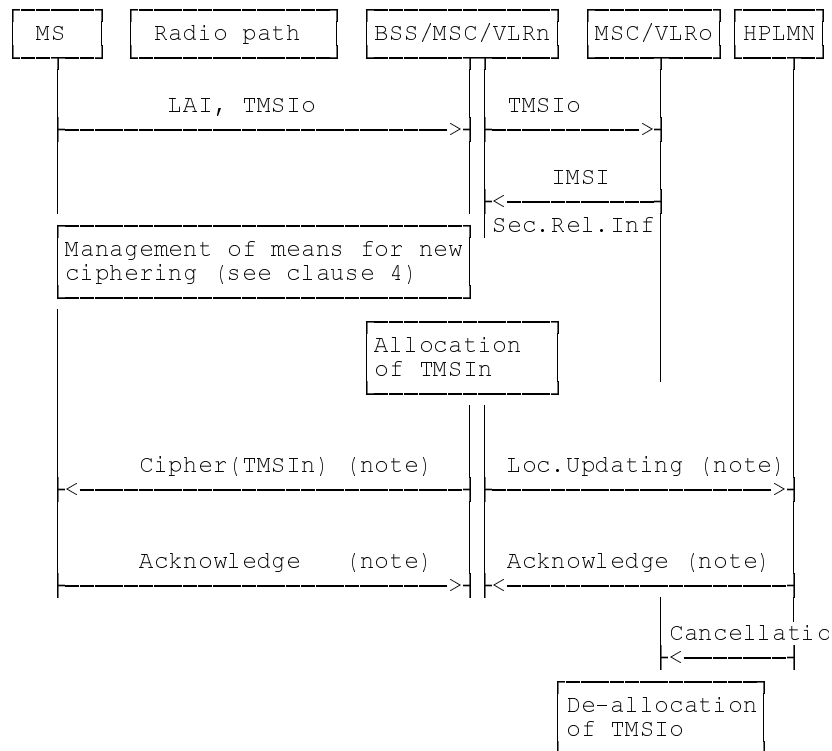 MS Radio path BSS/MSC/VLRn MSC/VLRo HPLMN
LAI, TMSIo TMSIo
IMSI
Sec.Rel.Inf
Management of means for new
ciphering (see clause 4)
Allocation
of TMSIn
Cipher(TMSIn) (note) Loc.Updating (note)
Acknowledge (note) Acknowledge (note)
Cancellatio
De-allocation
of TMSIo